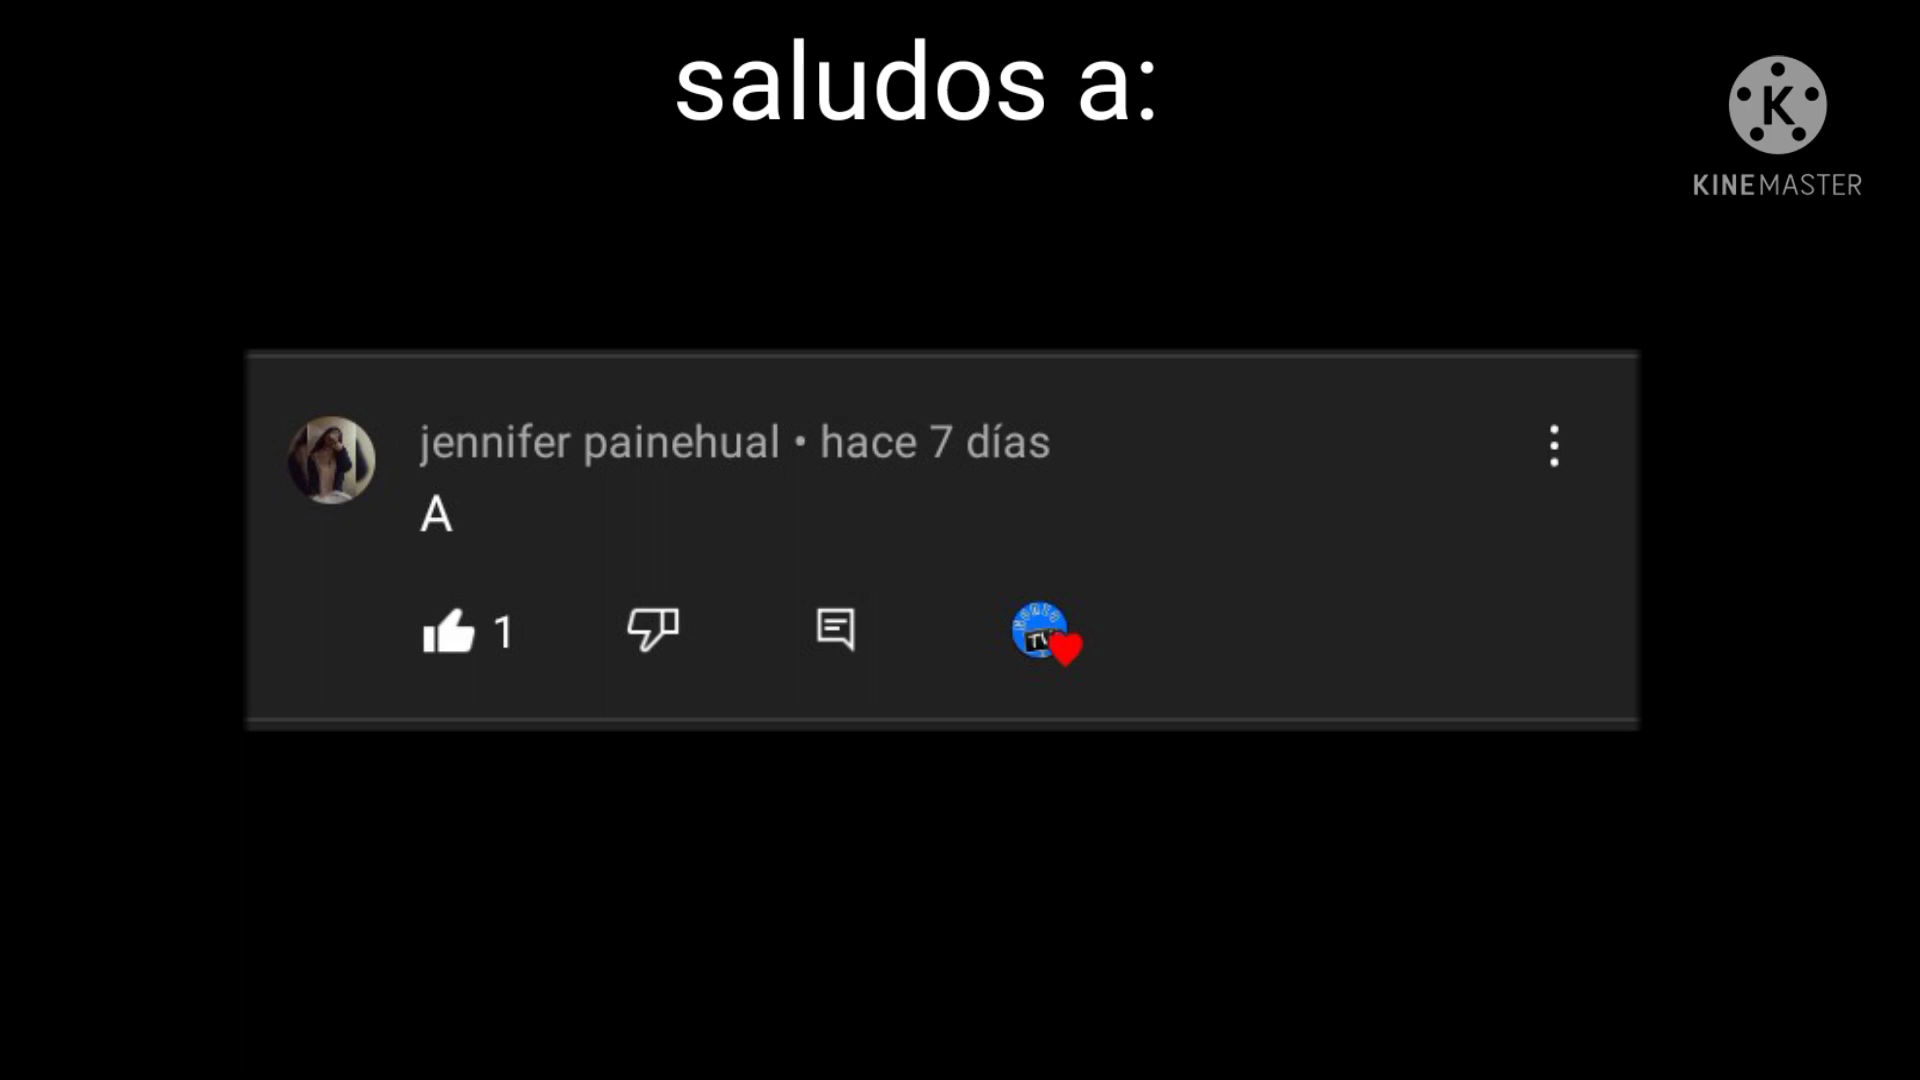 saludos a:
K
KINEMASTER
jennifer painehual • hace 7 días
A
1